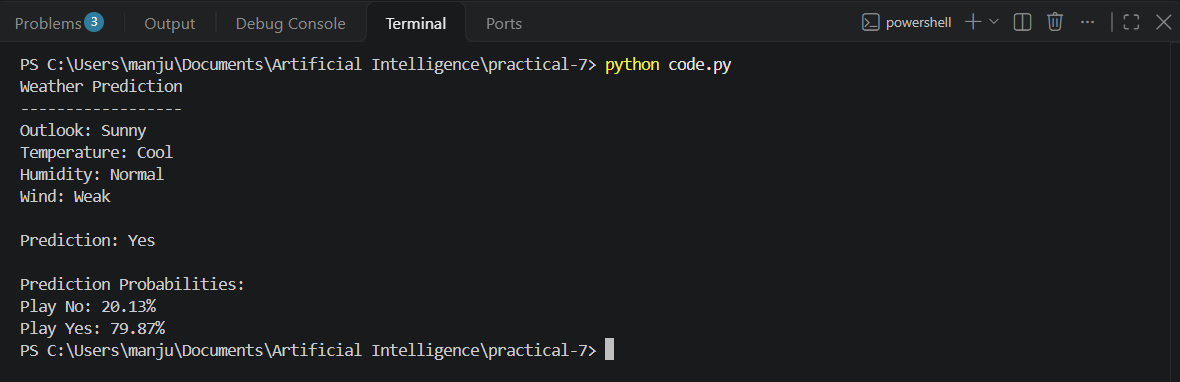 Problems 3 Output Debug Console Terminal Ports powershell
PS C:\Users\manju\Documents\Artificial Intelligence\practical-7> python code.py
Weather Prediction
------------------
Outlook: Sunny
Temperature: Cool
Humidity: Normal
Wind: Weak
Prediction: Yes
Prediction Probabilities:
Play No: 20.13%
Play Yes: 79.87%
PS C:\Users\manju\Documents\Artificial Intelligence\practical-7>